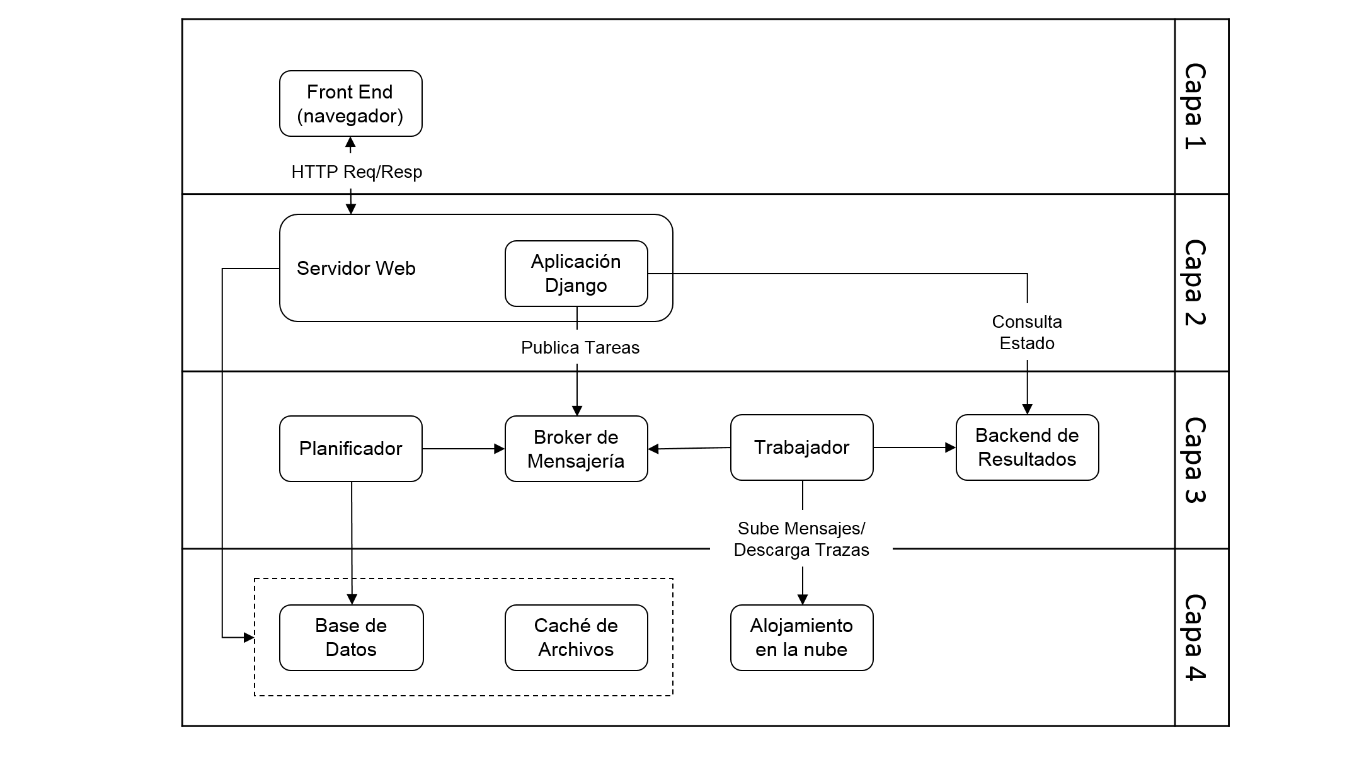 Front End
(navegador)
HTTP Req/Resp
Capa 1
Servidor Web
Aplicación
Django
Publica Tareas
Consulta
Estado
Capa 2
Planificador
Broker de
Mensajería
Trabajador
Backend de
Resultados
Sube Mensajes/
Descarga Trazas
Capa 3
Base de
Datos
Caché de
Archivos
Alojamiento
en la nube
Capa 4